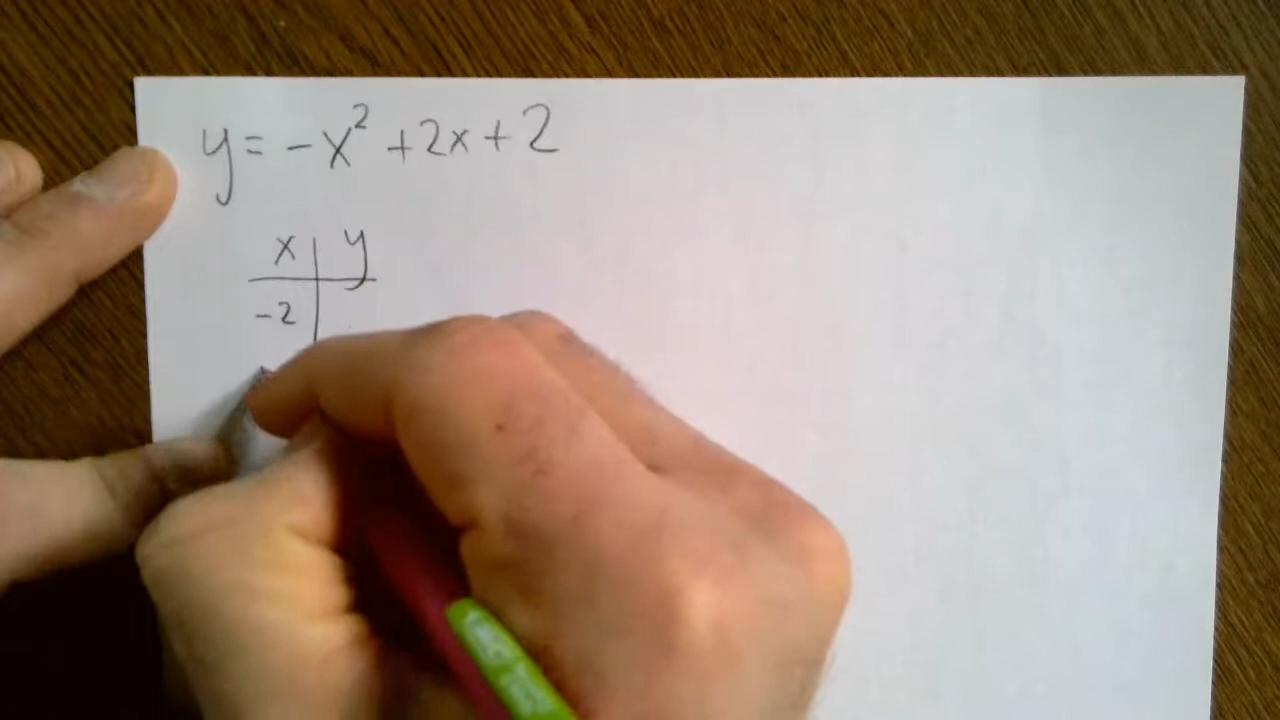 y = -x² + 2x + 2
x | y
-2 |